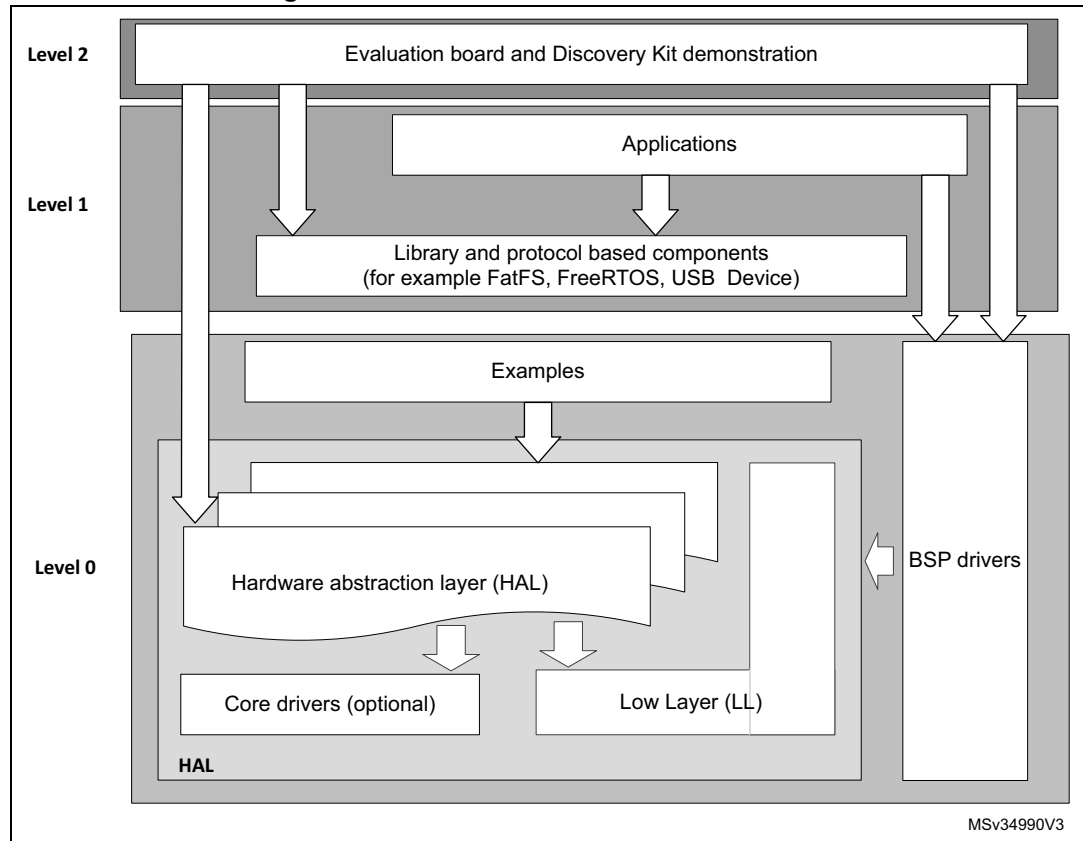 Level 2
Evaluation board and Discovery Kit demonstration
Applications
Level 1
Library and protocol based components
(for example FatFS, FreeRTOS, USB Device)
Examples
Level 0
Hardware abstraction layer (HAL)
BSP drivers
Core drivers (optional)
Low Layer (LL)
HAL
MSv34990V3